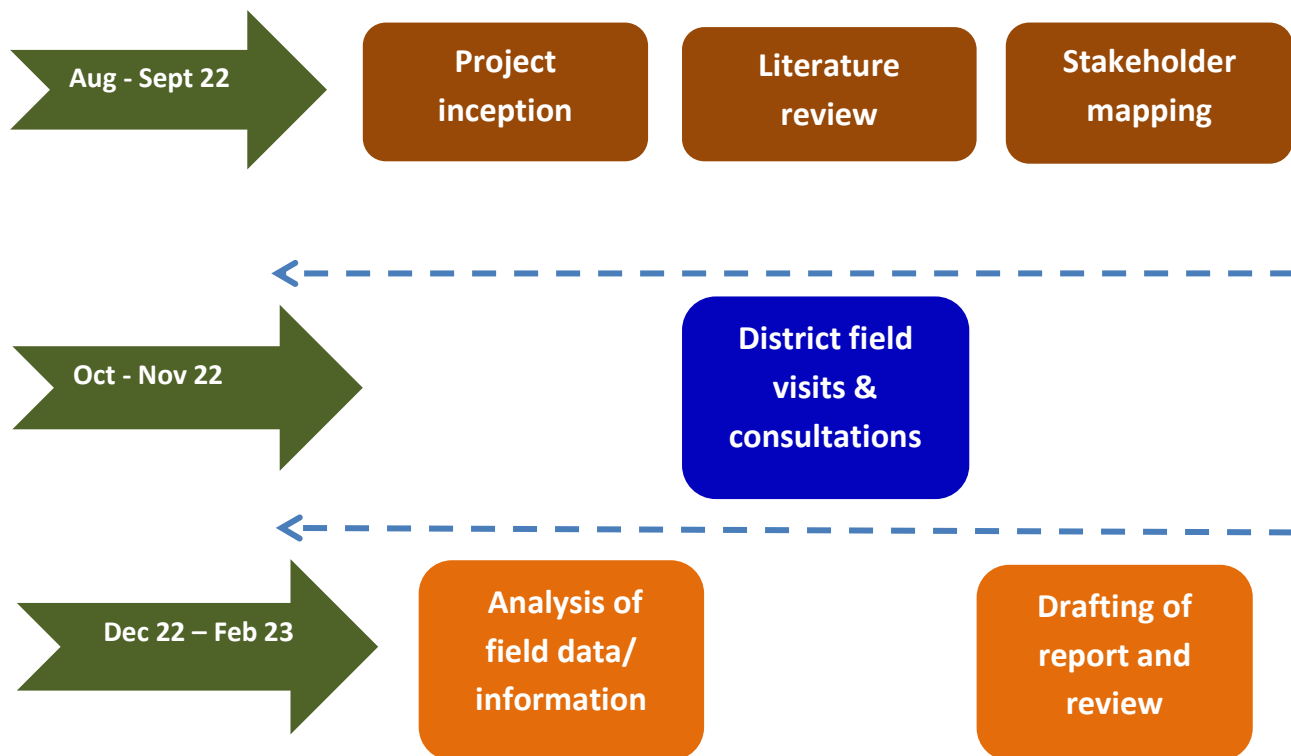 Aug - Sept 22
Project
inception
Literature
review
Stakeholder
mapping
Oct - Nov 22
District field
visits &
consultations
Dec 22 – Feb 23
Analysis of
field data/
information
Drafting of
report and
review